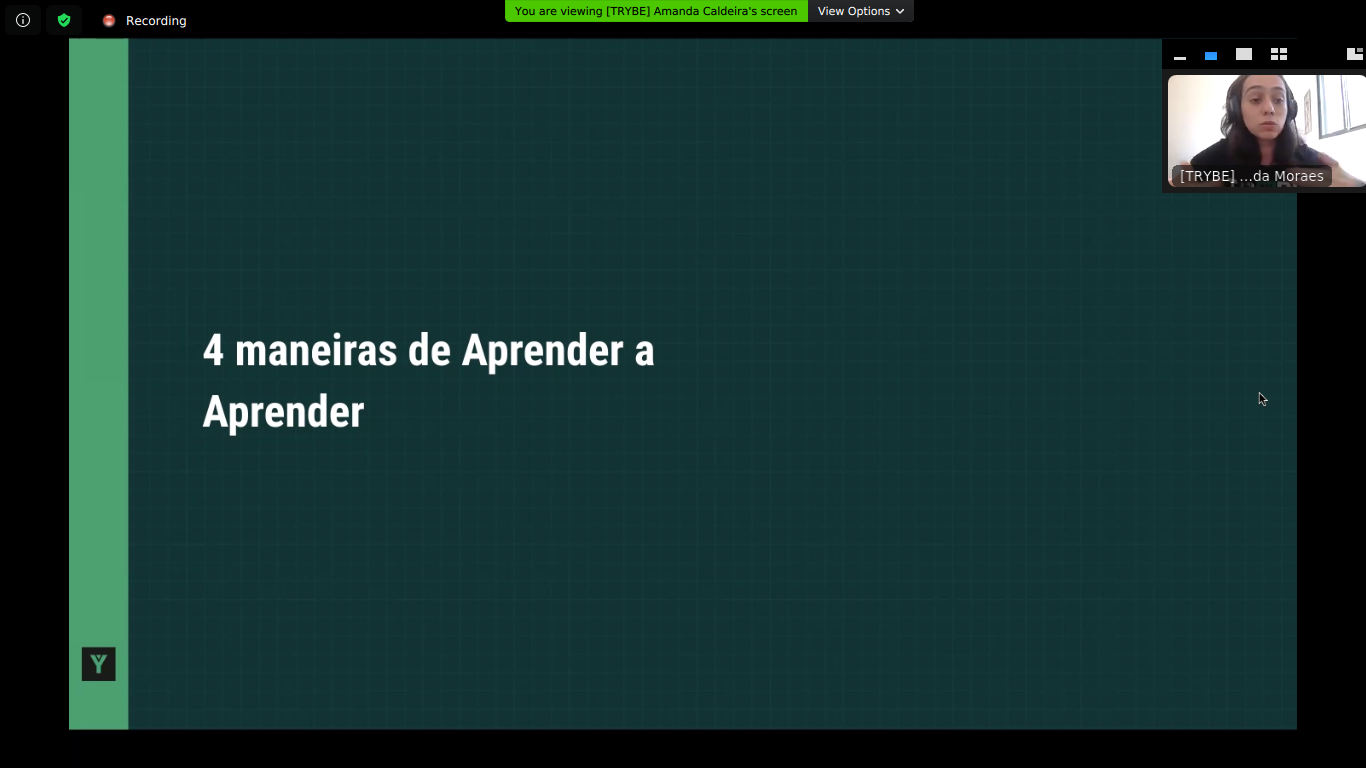 Recording
You are viewing [TRYBE] Amanda Caldeira's screen
View Options
[TRYBE] ...da Moraes
4 maneiras de Aprender a
Aprender
Y